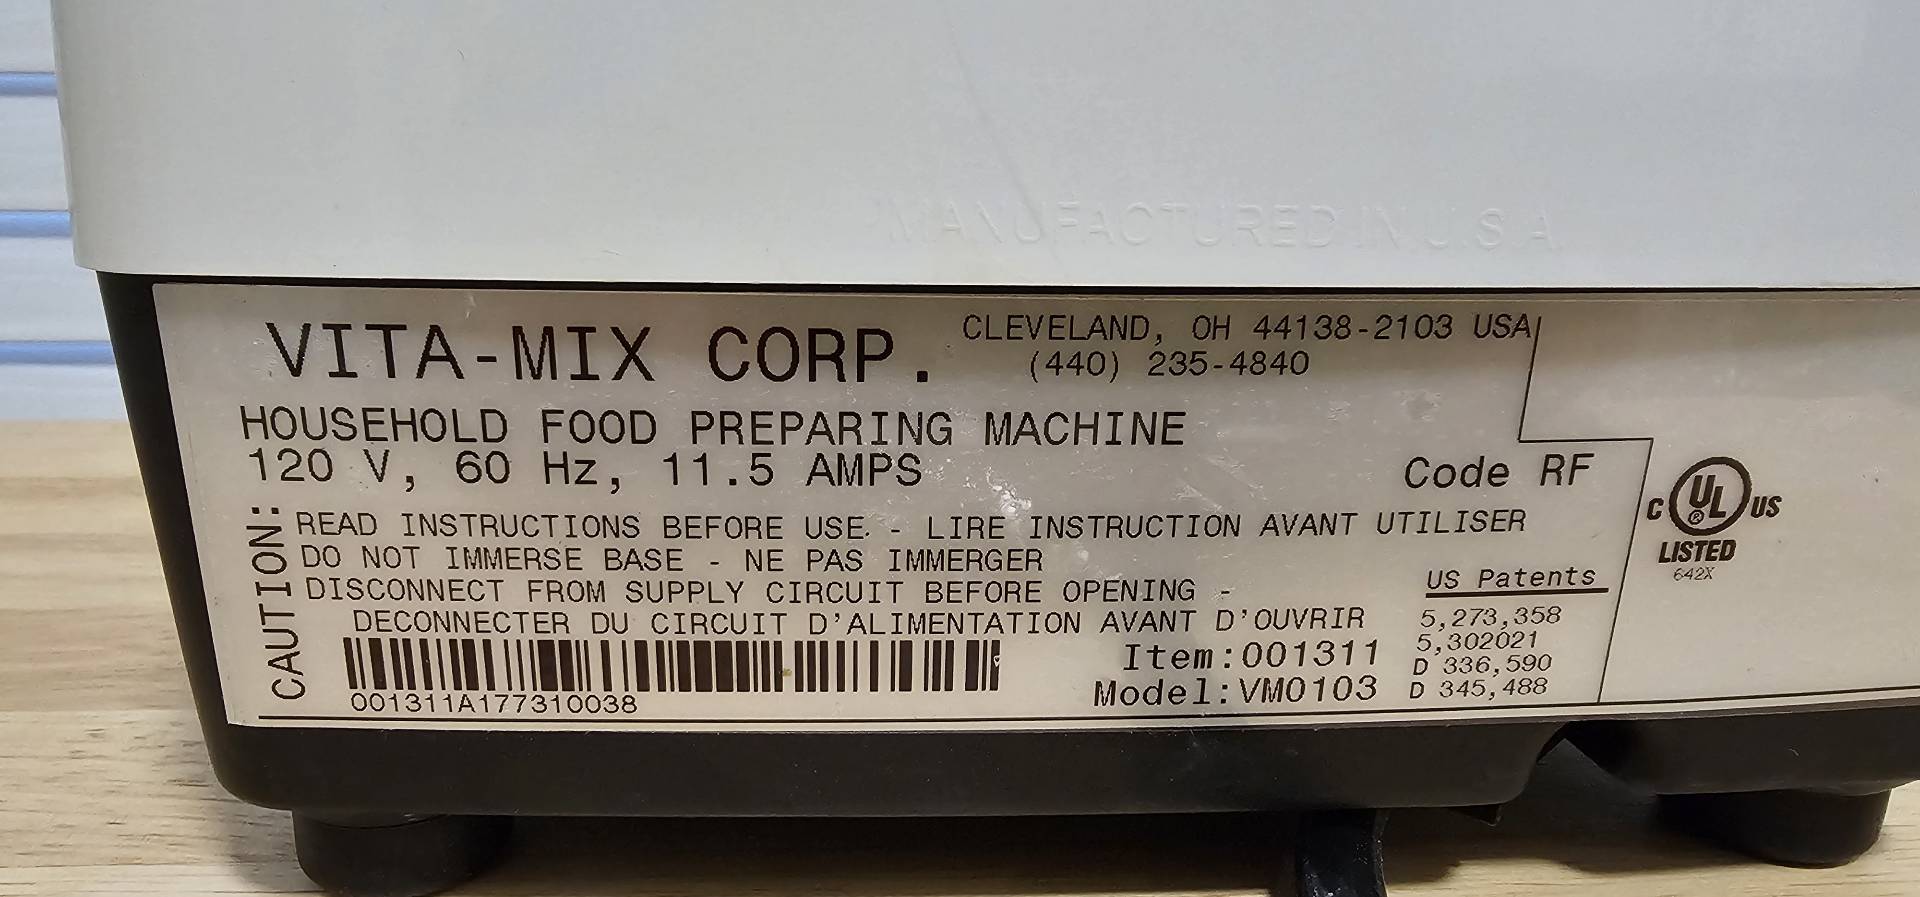 MANUFACTURED IN U.S.A
VITA-MIX CORP.
CLEVELAND, OH 44138-2103 USA
(440) 235-4840
HOUSEHOLD FOOD PREPARING MACHINE
120 V, 60 Hz, 11.5 AMPS
Code RF
CAUTION:
READ INSTRUCTIONS BEFORE USE. - LIRE INSTRUCTION AVANT UTILISER
DO NOT IMMERSE BASE - NE PAS IMMERGER
DISCONNECT FROM SUPPLY CIRCUIT BEFORE OPENING -
DECONNECTER DU CIRCUIT D'ALIMENTATION AVANT D'OUVRIR
001311A177310038
Item:001311
Model:VM0103
US Patents
5,273,358
5,302021
D 336,590
D 345,488
C UL ® US
LISTED
642X